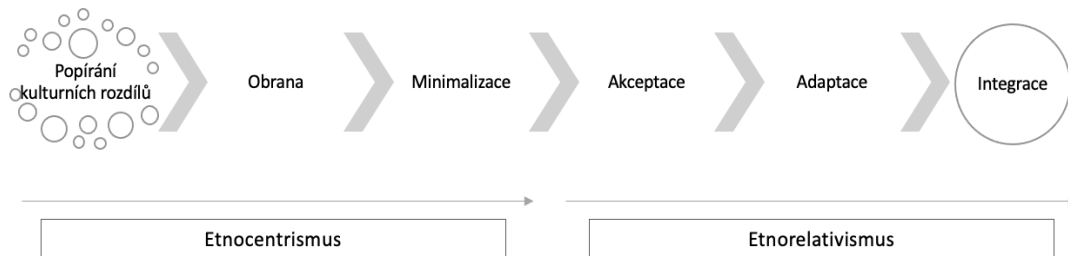 Popírání
kulturních rozdílů
Obrana
Minimalizace
Akceptace
Adaptace
Integrace
Etnocentrismus
Etnorelativismus